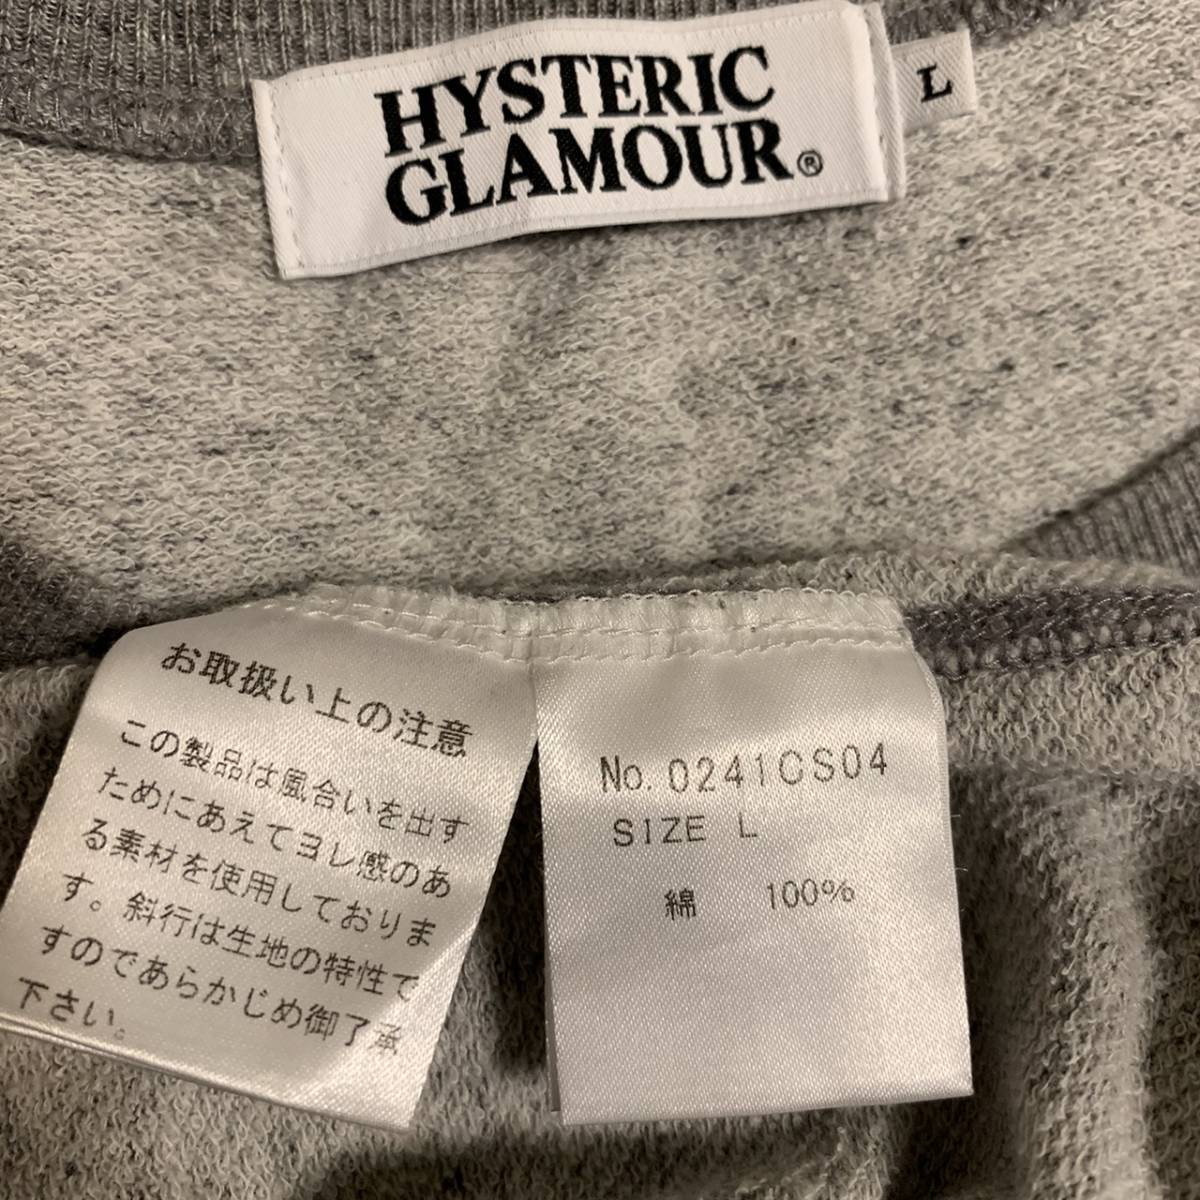 HYSTERIC
GLAMOUR®
L
お取扱い上の注意
この製品は風合いを出す
ためにあえてヨレ感のあ
る素材を使用しておりま
す。斜行は生地の特性で
すのであらかじめ御了承
下さい。
No. 0241CS04
SIZE L
綿 100%